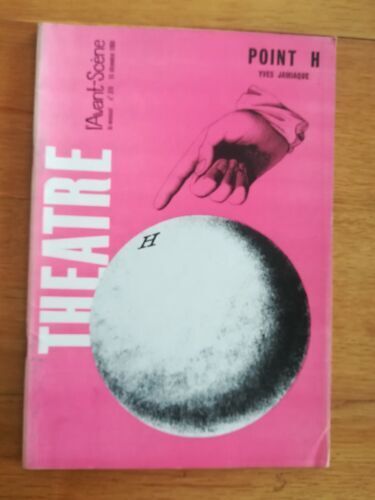 POINT H
YVES JAMIAQUE
l'Avant-Scène
THEATRE
H